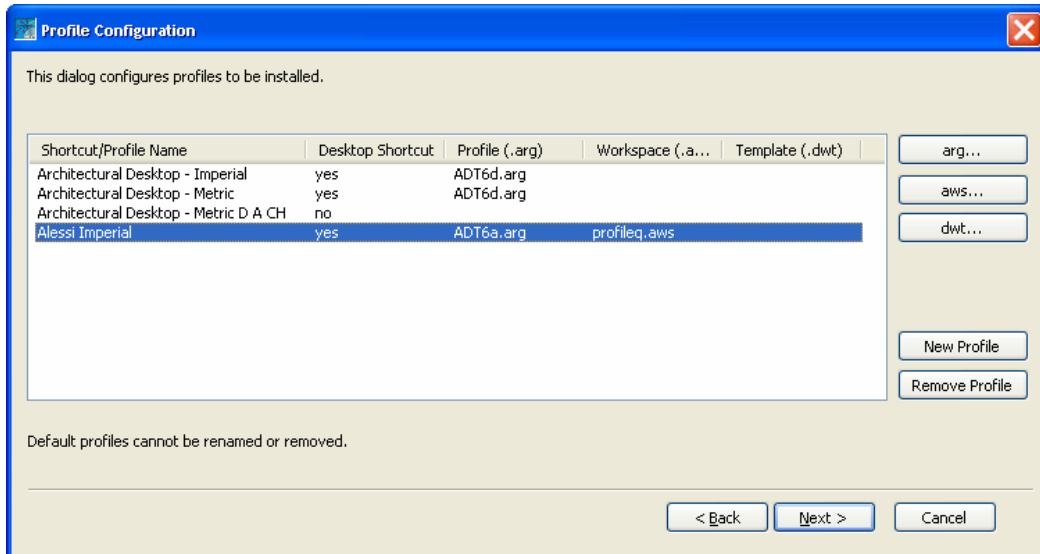 Profile Configuration
This dialog configures profiles to be installed.
Shortcut/Profile Name Desktop Shortcut Profile (.arg) Workspace (.a... Template (.dwt)
Architectural Desktop - Imperial yes ADT6d.arg
Architectural Desktop - Metric yes ADT6d.arg
Architectural Desktop - Metric D A CH no
Alessi Imperial yes ADT6a.arg profileq.aws
arg...
aws...
dwt...
New Profile
Remove Profile
Default profiles cannot be renamed or removed.
< Back Next > Cancel